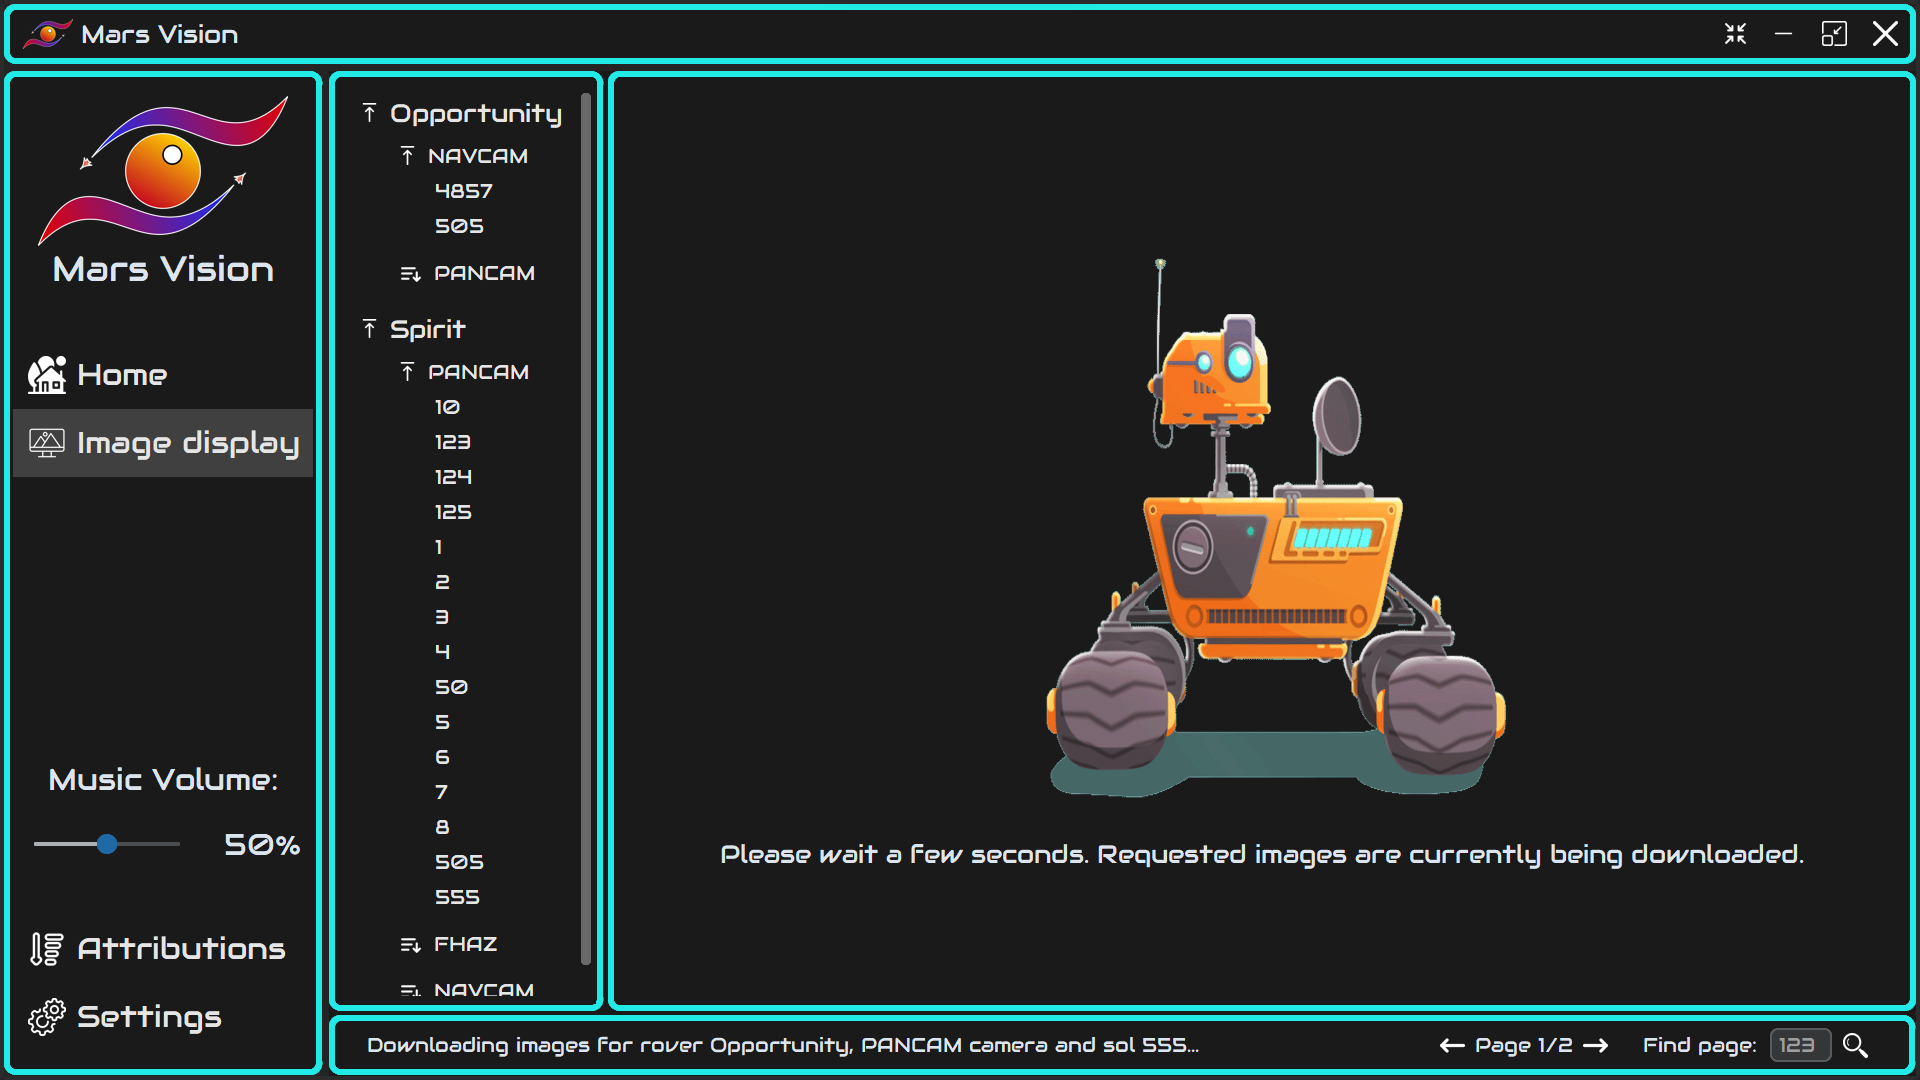 Mars Vision
Mars Vision
Home
Image display
Music Volume:
50%
Attributions
Settings
Opportunity
NAVCAM
4857
505
PANCAM
Spirit
PANCAM
10
123
124
125
1
2
3
4
50
5
6
7
8
505
555
FHAZ
NAVCAM
Please wait a few seconds. Requested images are currently being downloaded.
Downloading images for rover Opportunity, PANCAM camera and sol 555...
Page 1/2
Find page: 123